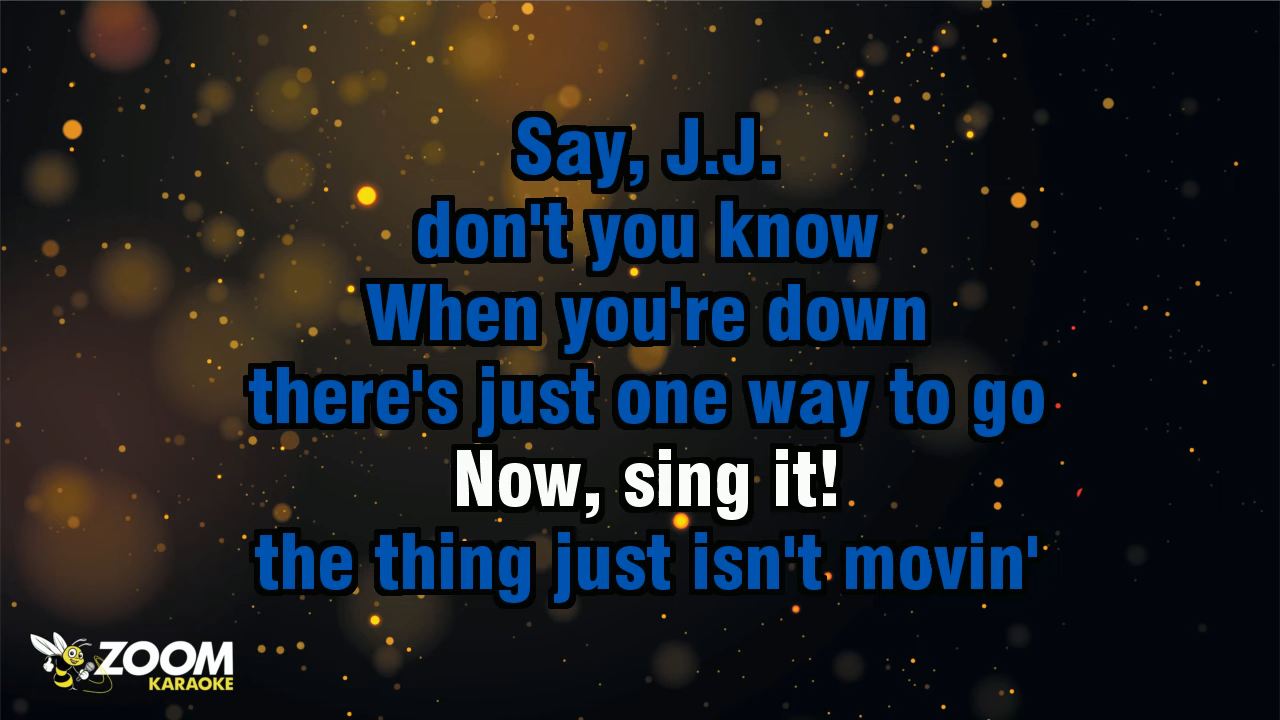 Say, J.J.
don't you know
When you're down
there's just one way to go
Now, sing it!
the thing just isn't movin'
ZOOM
KARAOKE